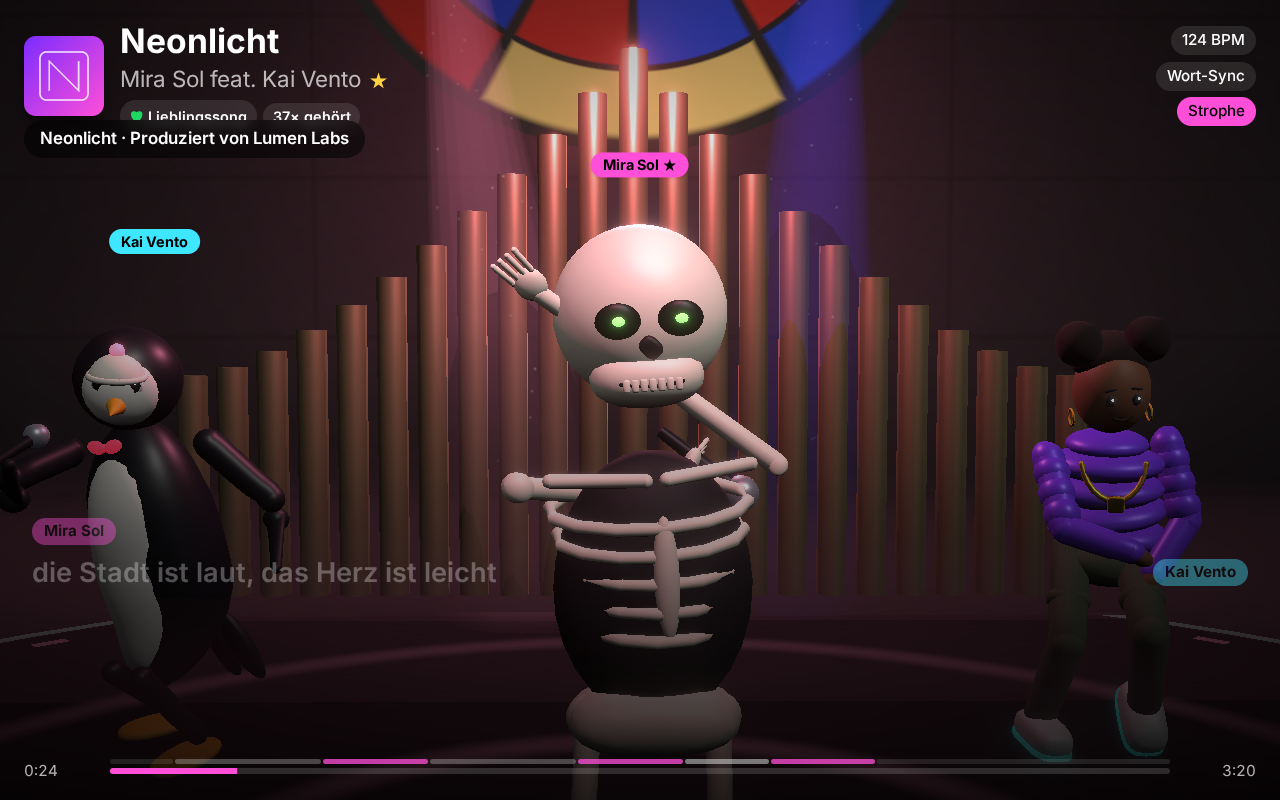 Neonlicht
Mira Sol feat. Kai Vento ★
Lieblingssong
37× gehört
Neonlicht · Produziert von Lumen Labs
124 BPM
Wort-Sync
Strophe
Mira Sol ★
Kai Vento
Mira Sol
die Stadt ist laut, das Herz ist leicht
Kai Vento
0:24
3:20